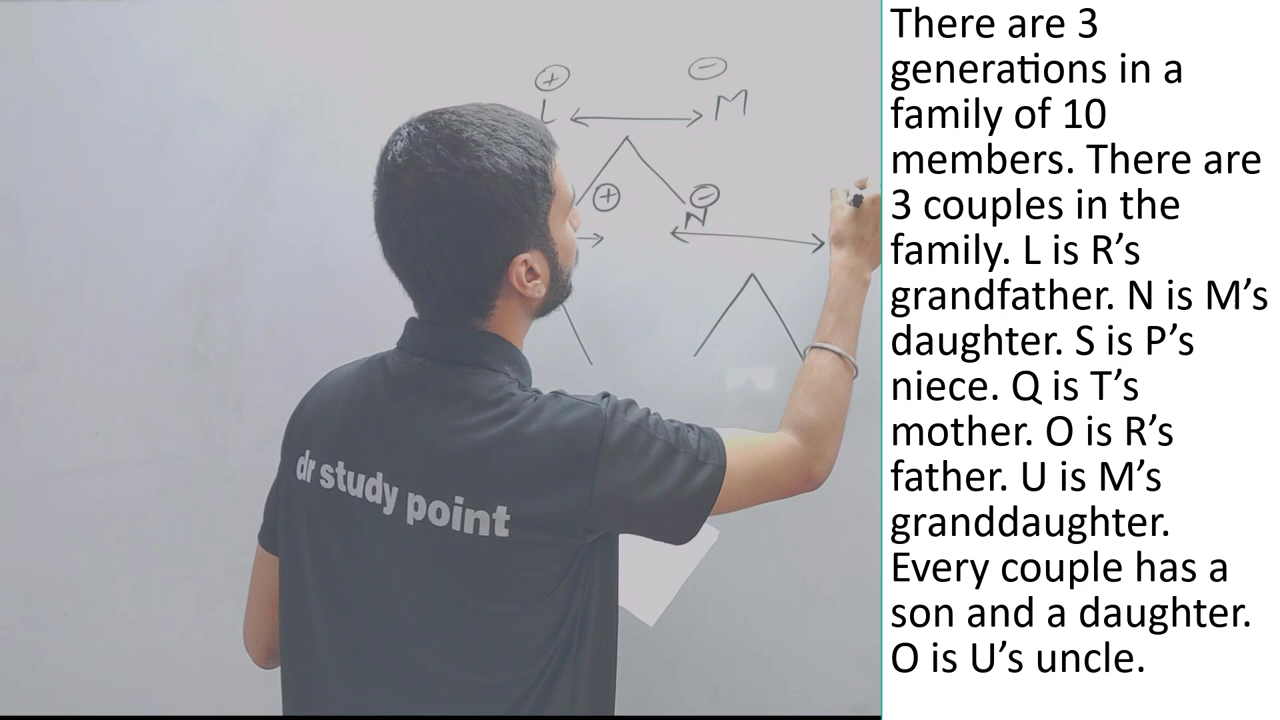 There are 3
generations in a
family of 10
members. There are
3 couples in the
family. L is R’s
grandfather. N is M’s
daughter. S is P’s
niece. Q is T’s
mother. O is R’s
father. U is M’s
granddaughter.
Every couple has a
son and a daughter.
O is U’s uncle.
+ −
L M
+ −
N
dr study point